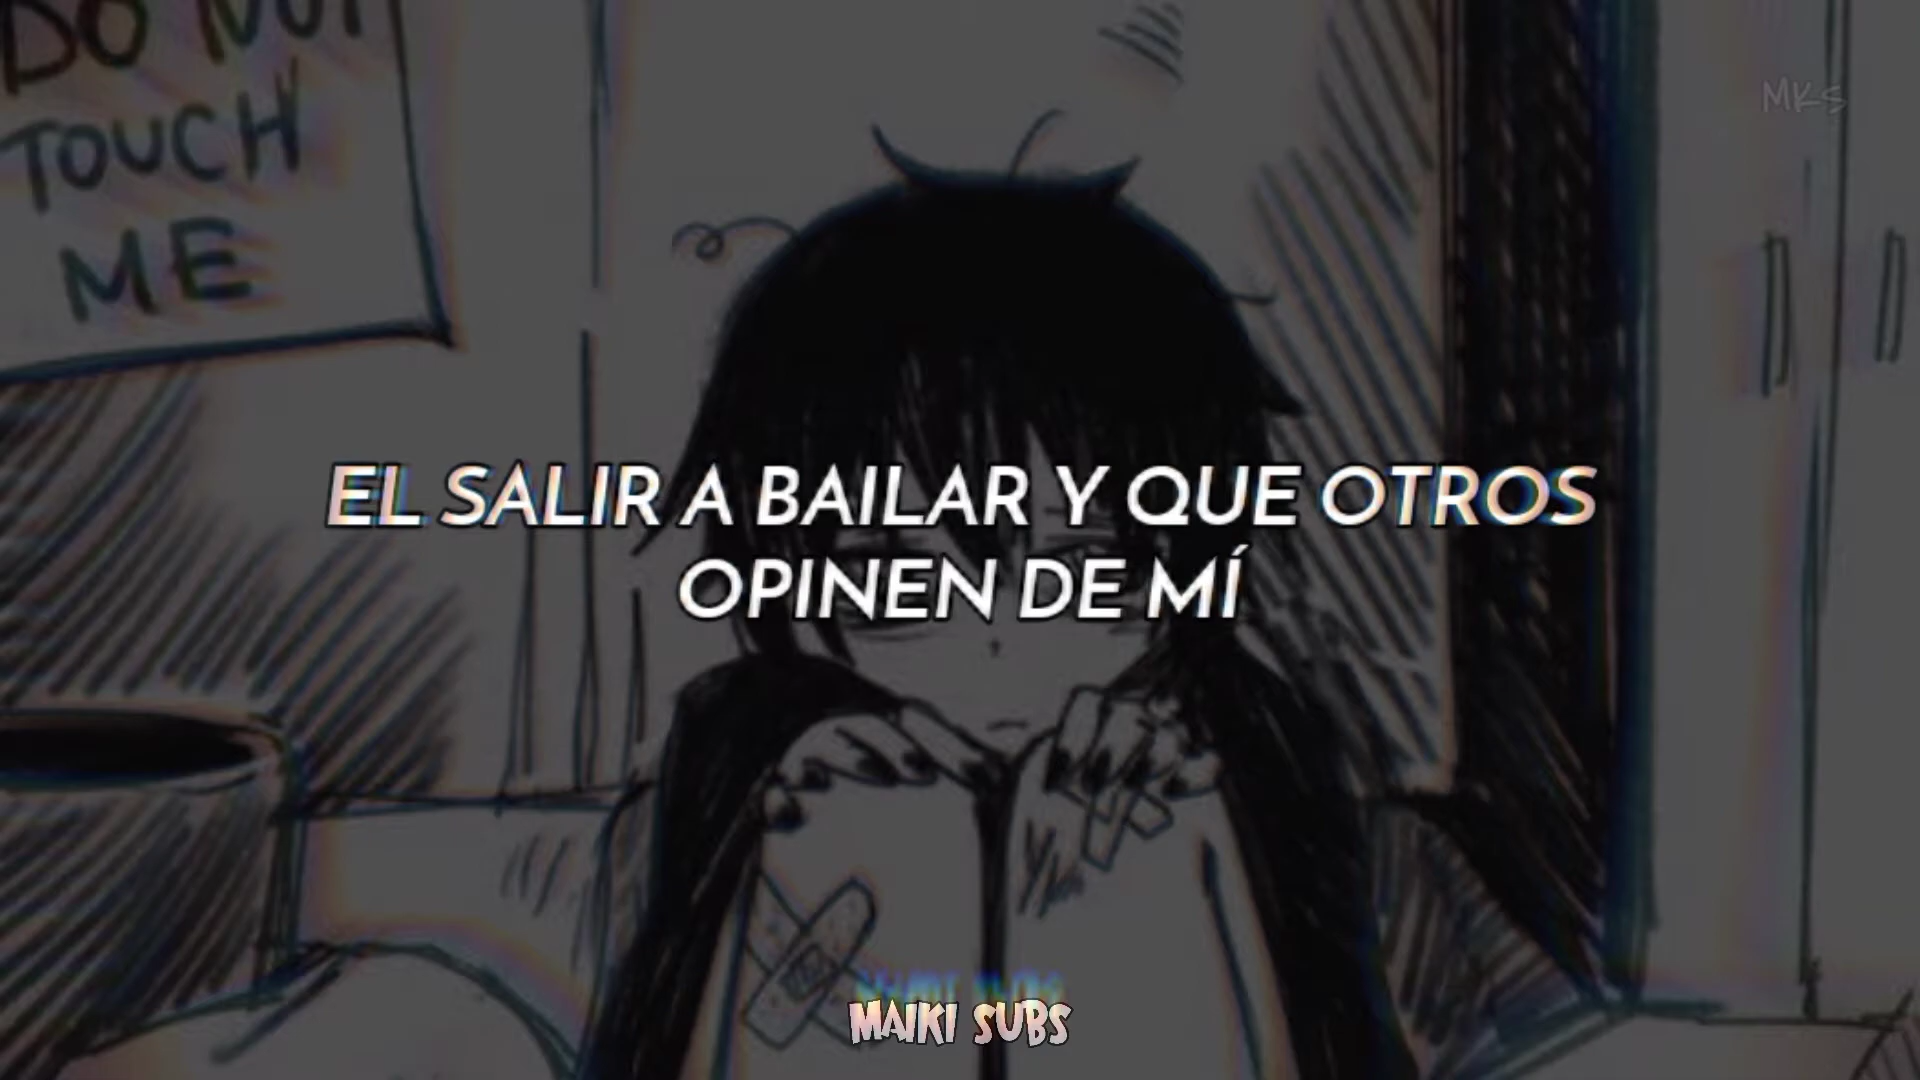 DO NOT
TOUCH
ME
MKS
EL SALIR A BAILAR Y QUE OTROS
OPINEN DE MÍ
MAIKI SUBS